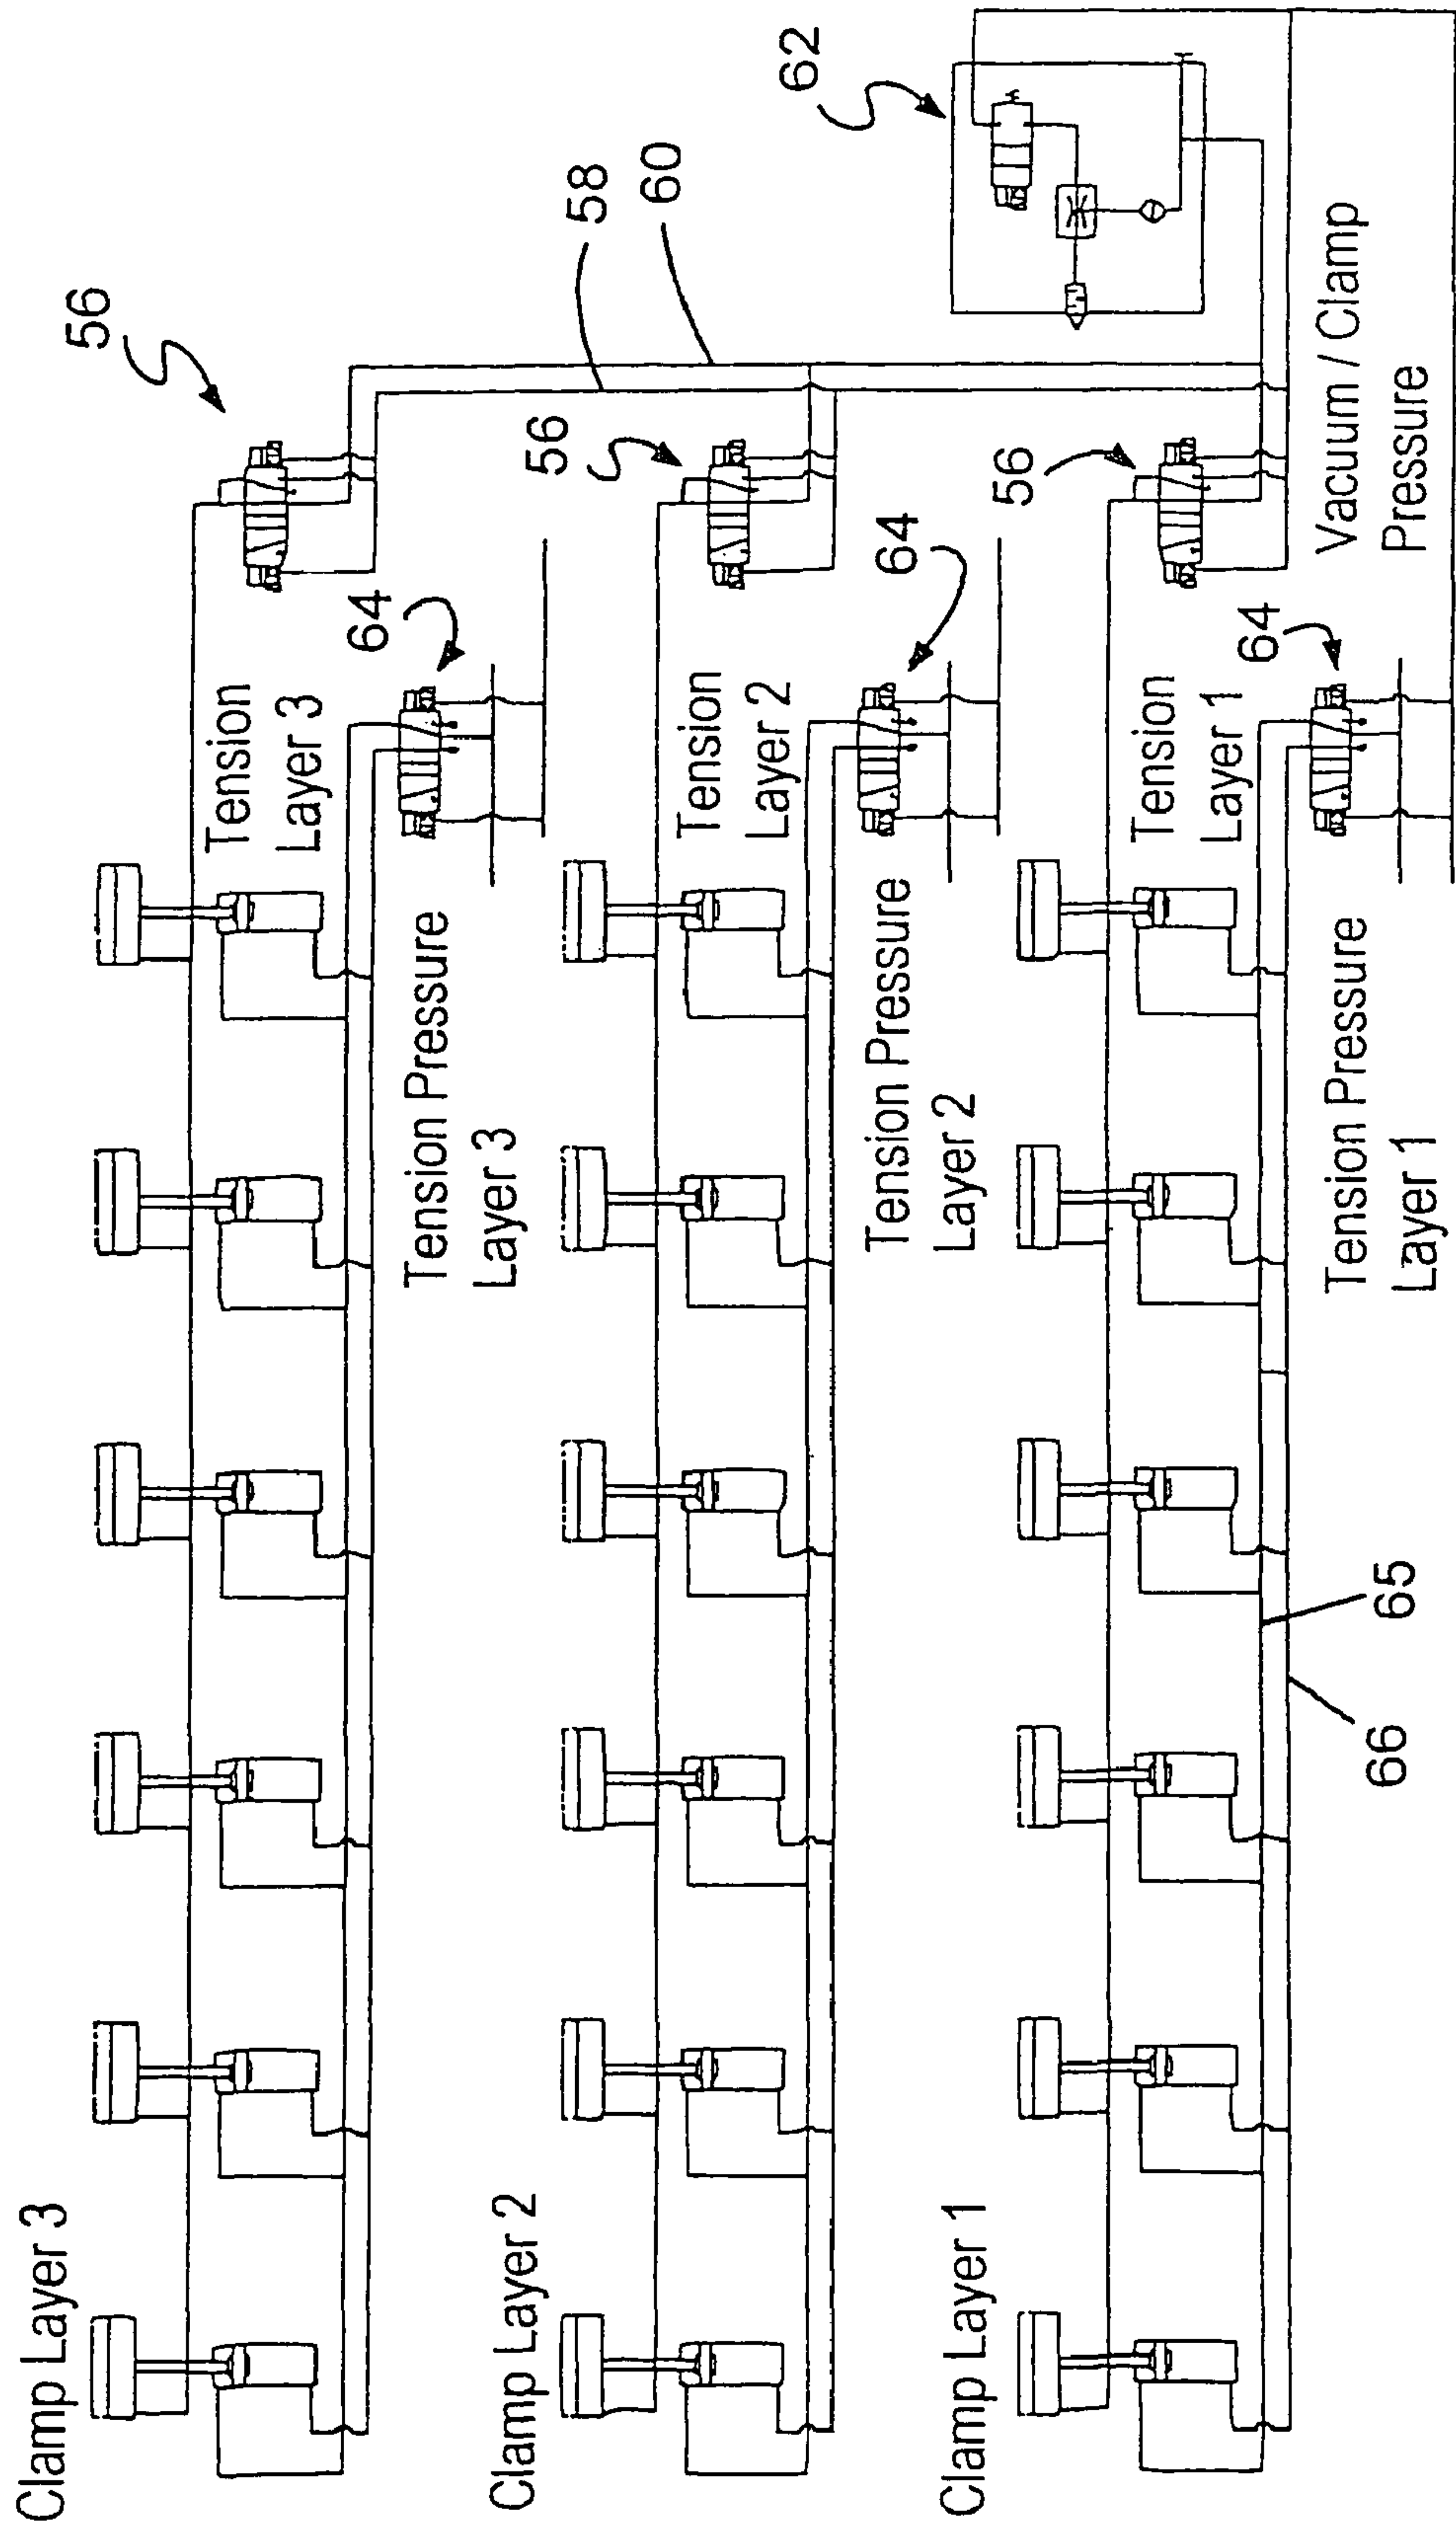 Clamp Layer 3
Tension
Layer 3
56
64
Tension Pressure
Layer 3
58
60
62
Clamp Layer 2
Tension
Layer 2
56
64
Tension Pressure
Layer 2
Clamp Layer 1
Tension
Layer 1
56
64
Tension Pressure
Layer 1
Vacuum / Clamp
Pressure
65
66